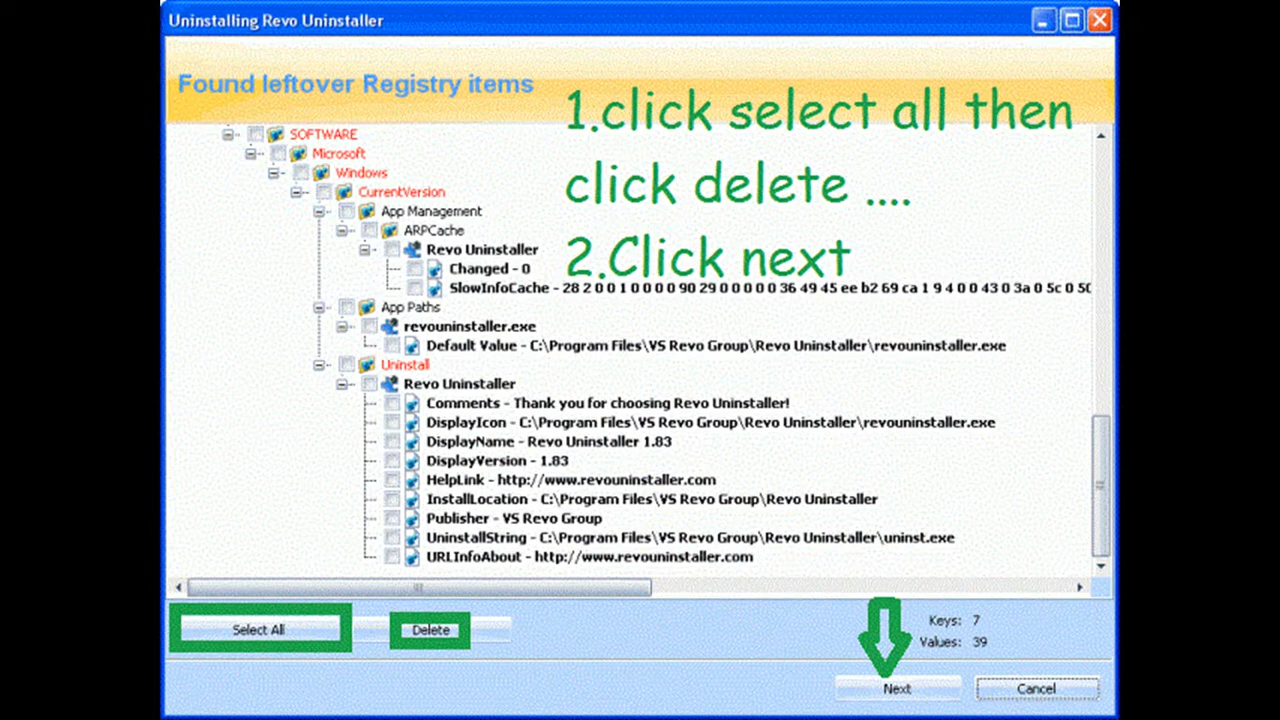 Uninstalling Revo Uninstaller
Found leftover Registry items
1.click select all then
click delete ....
2.Click next
SOFTWARE
Microsoft
Windows
CurrentVersion
App Management
ARPCache
Revo Uninstaller
Changed - 0
SlowInfoCache - 28 2 0 0 1 0 0 0 0 90 29 0 0 0 0 0 36 49 45 ee b2 69 ca 1 9 4 0 0 43 0 3a 0 5c 0 50
App Paths
revouninstaller.exe
Default Value - C:\Program Files\VS Revo Group\Revo Uninstaller\revouninstaller.exe
Uninstall
Revo Uninstaller
Comments - Thank you for choosing Revo Uninstaller!
DisplayIcon - C:\Program Files\VS Revo Group\Revo Uninstaller\revouninstaller.exe
DisplayName - Revo Uninstaller 1.83
DisplayVersion - 1.83
HelpLink - http://www.revouninstaller.com
InstallLocation - C:\Program Files\VS Revo Group\Revo Uninstaller
Publisher - VS Revo Group
UninstallString - C:\Program Files\VS Revo Group\Revo Uninstaller\uninst.exe
URLInfoAbout - http://www.revouninstaller.com
Select All
Delete
Keys: 7
Values: 39
Next
Cancel